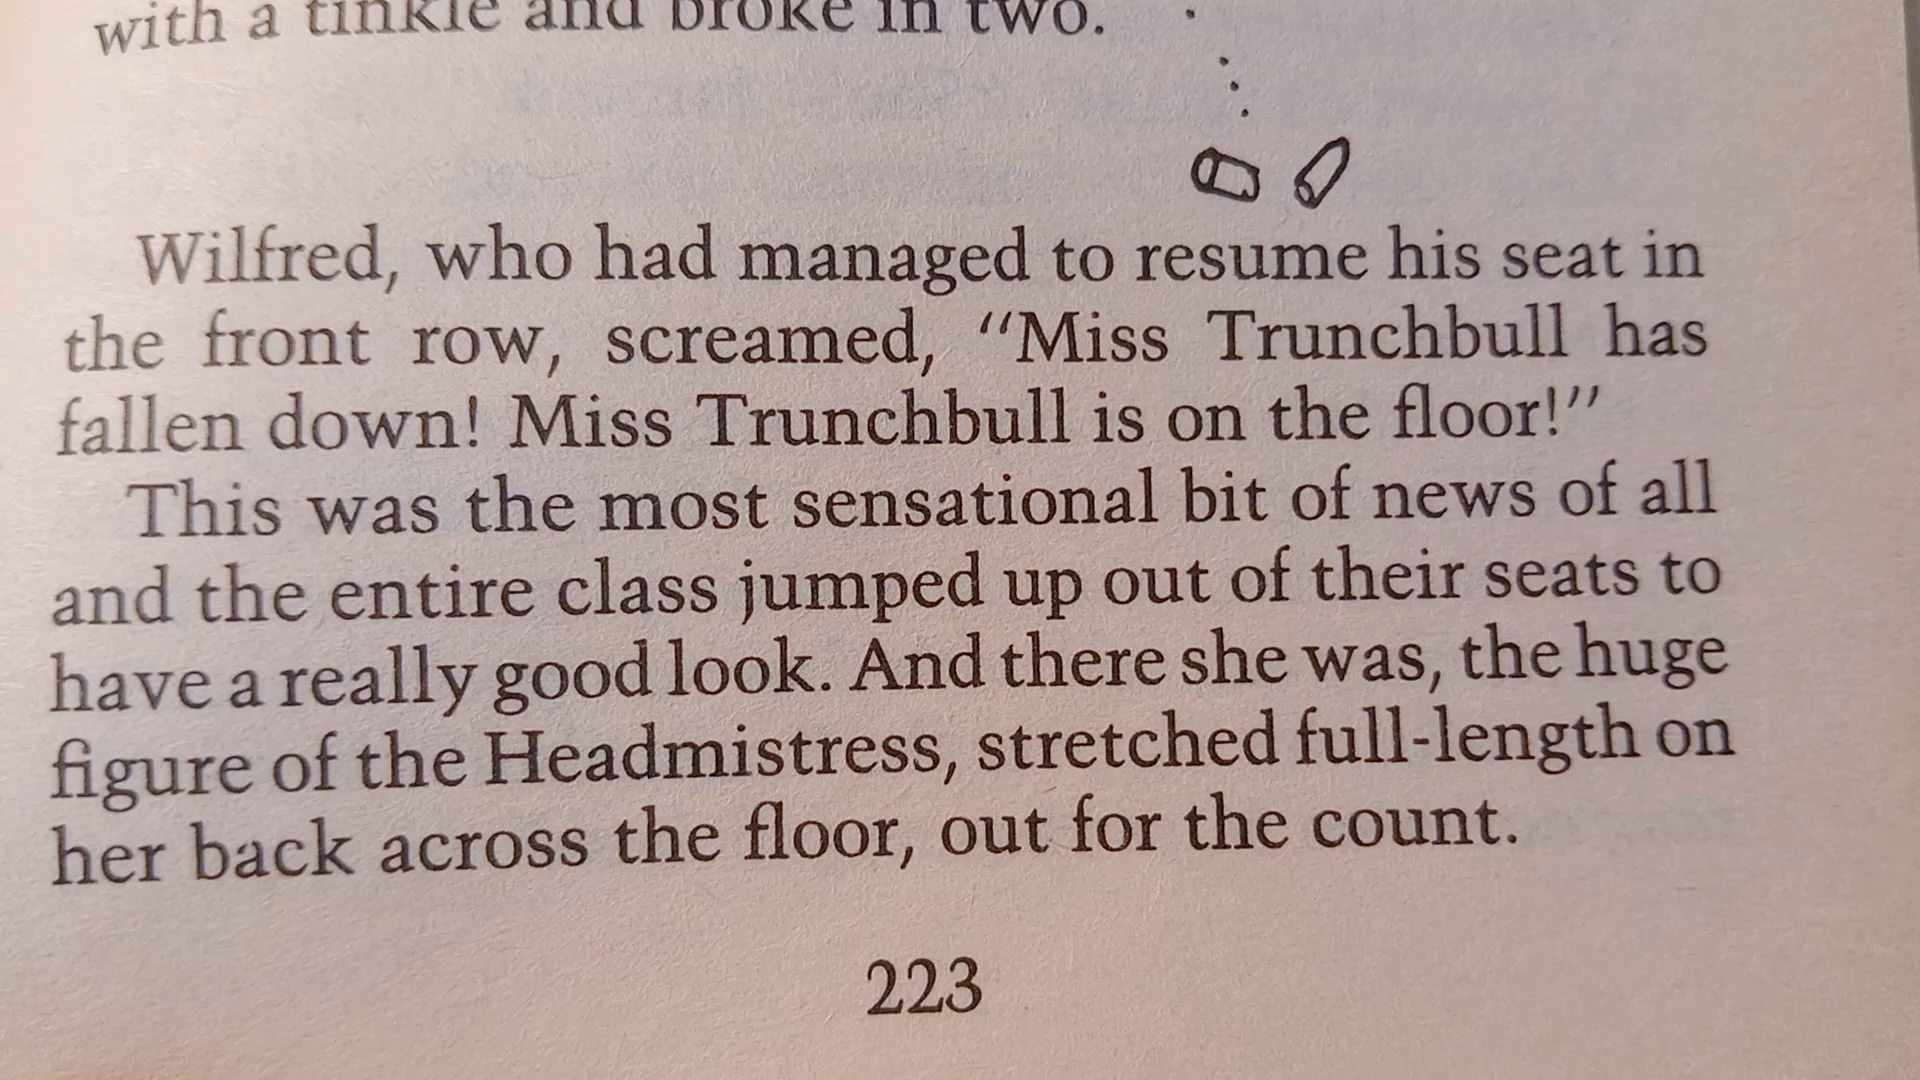 with a tinkle and broke in two.
Wilfred, who had managed to resume his seat in
the front row, screamed, “Miss Trunchbull has
fallen down! Miss Trunchbull is on the floor!”
This was the most sensational bit of news of all
and the entire class jumped up out of their seats to
have a really good look. And there she was, the huge
figure of the Headmistress, stretched full-length on
her back across the floor, out for the count.
223